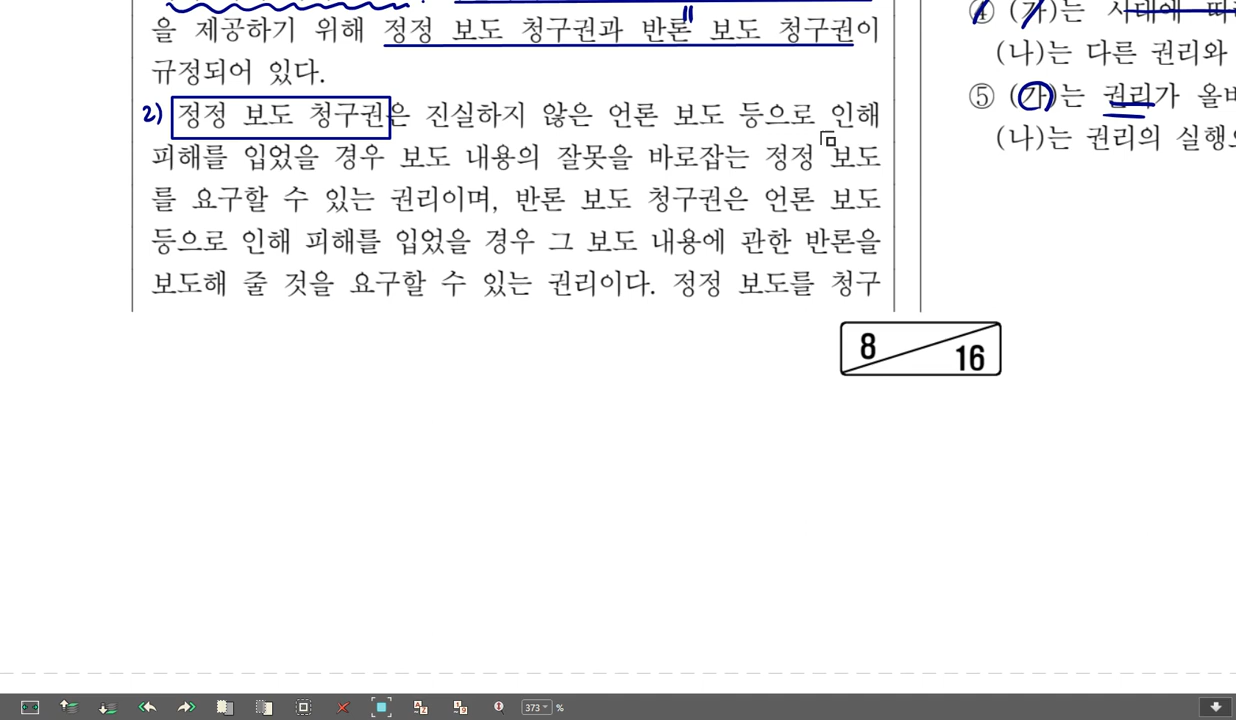 을 제공하기 위해 정정 보도 청구권과 반론 보도 청구권이
규정되어 있다.
2) 정정 보도 청구권은 진실하지 않은 언론 보도 등으로 인해
피해를 입었을 경우 보도 내용의 잘못을 바로잡는 정정 보도
를 요구할 수 있는 권리이며, 반론 보도 청구권은 언론 보도
등으로 인해 피해를 입었을 경우 그 보도 내용에 관한 반론을
보도해 줄 것을 요구할 수 있는 권리이다. 정정 보도를 청구
④ (가)는 시대에
(나)는 다른 권리와
⑤ (가)는 권리가
(나)는 권리의 실행
8
16
373 %